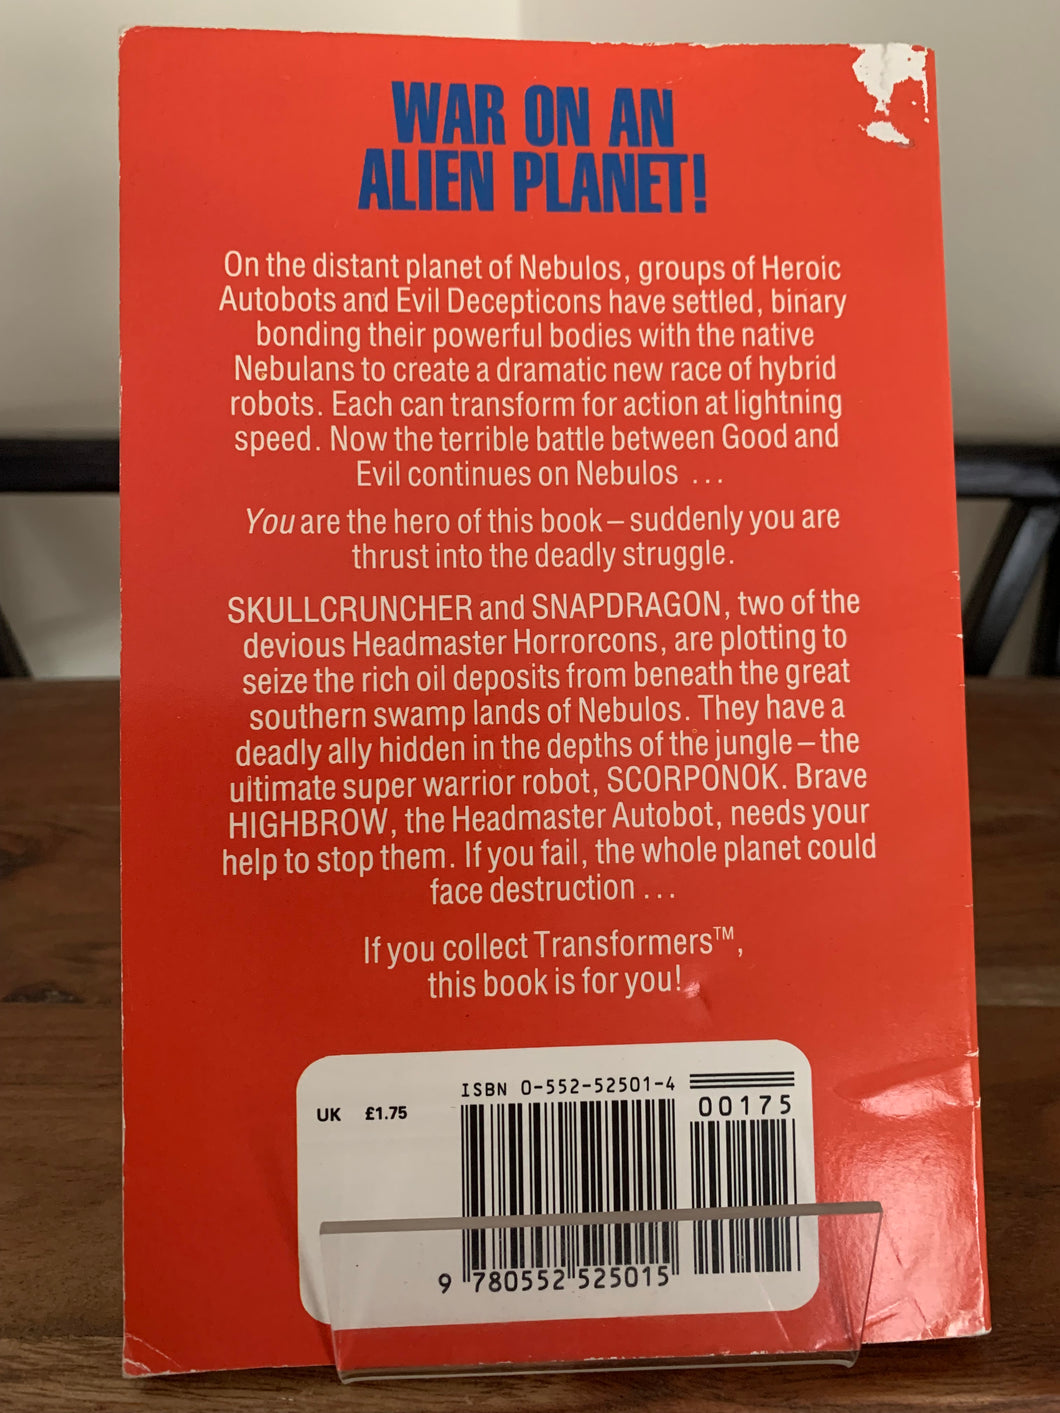 WAR ON AN
ALIEN PLANET!
On the distant planet of Nebulos, groups of Heroic
Autobots and Evil Decepticons have settled, binary
bonding their powerful bodies with the native
Nebulans to create a dramatic new race of hybrid
robots. Each can transform for action at lightning
speed. Now the terrible battle between Good and
Evil continues on Nebulos ...
You are the hero of this book – suddenly you are
thrust into the deadly struggle.
SKULLCRUNCHER and SNAPDRAGON, two of the
devious Headmaster Horrorcons, are plotting to
seize the rich oil deposits from beneath the great
southern swamp lands of Nebulos. They have a
deadly ally hidden in the depths of the jungle – the
ultimate super warrior robot, SCORPONOK. Brave
HIGHBROW, the Headmaster Autobot, needs your
help to stop them. If you fail, the whole planet could
face destruction ...
If you collect Transformers™,
this book is for you!
ISBN 0-552-52501-4
UK £1.75
00175
9 780552 525015